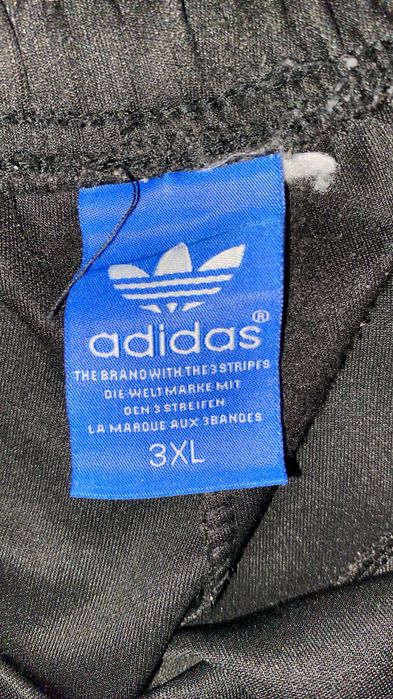 adidas®
THE BRAND WITH THE 3 STRIPES
DIE WELTMARKE MIT
DEN 3 STREIFEN
LA MARQUE AUX 3 BANDES
3XL